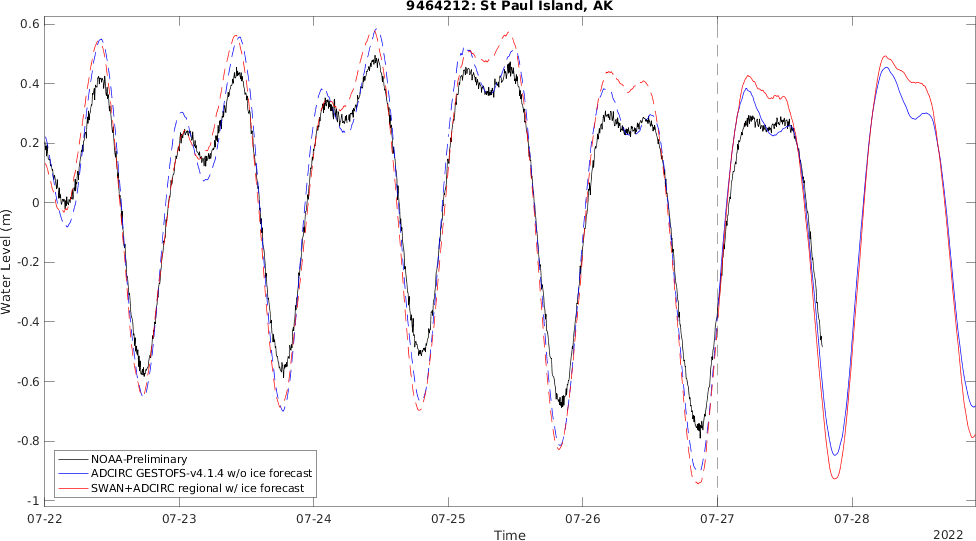 9464212: St Paul Island, AK
0.6
0.4
0.2
0
-0.2
-0.4
-0.6
-0.8
-1
Water Level (m)
NOAA-Preliminary
ADCIRC GESTOFS-v4.1.4 w/o ice forecast
SWAN+ADCIRC regional w/ ice forecast
07-22 07-23 07-24 07-25 07-26 07-27 07-28
Time
2022